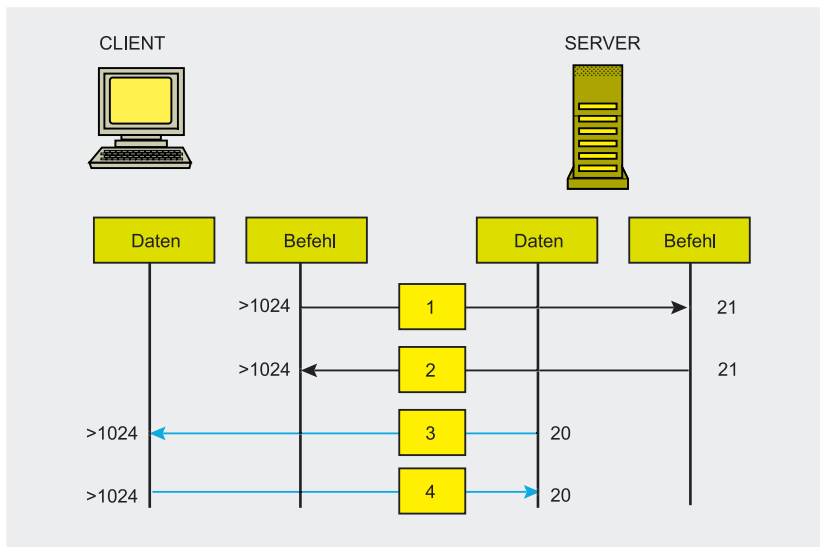 CLIENT SERVER
Daten Befehl Daten Befehl
>1024 1 21
>1024 2 21
>1024 3 20
>1024 4 20